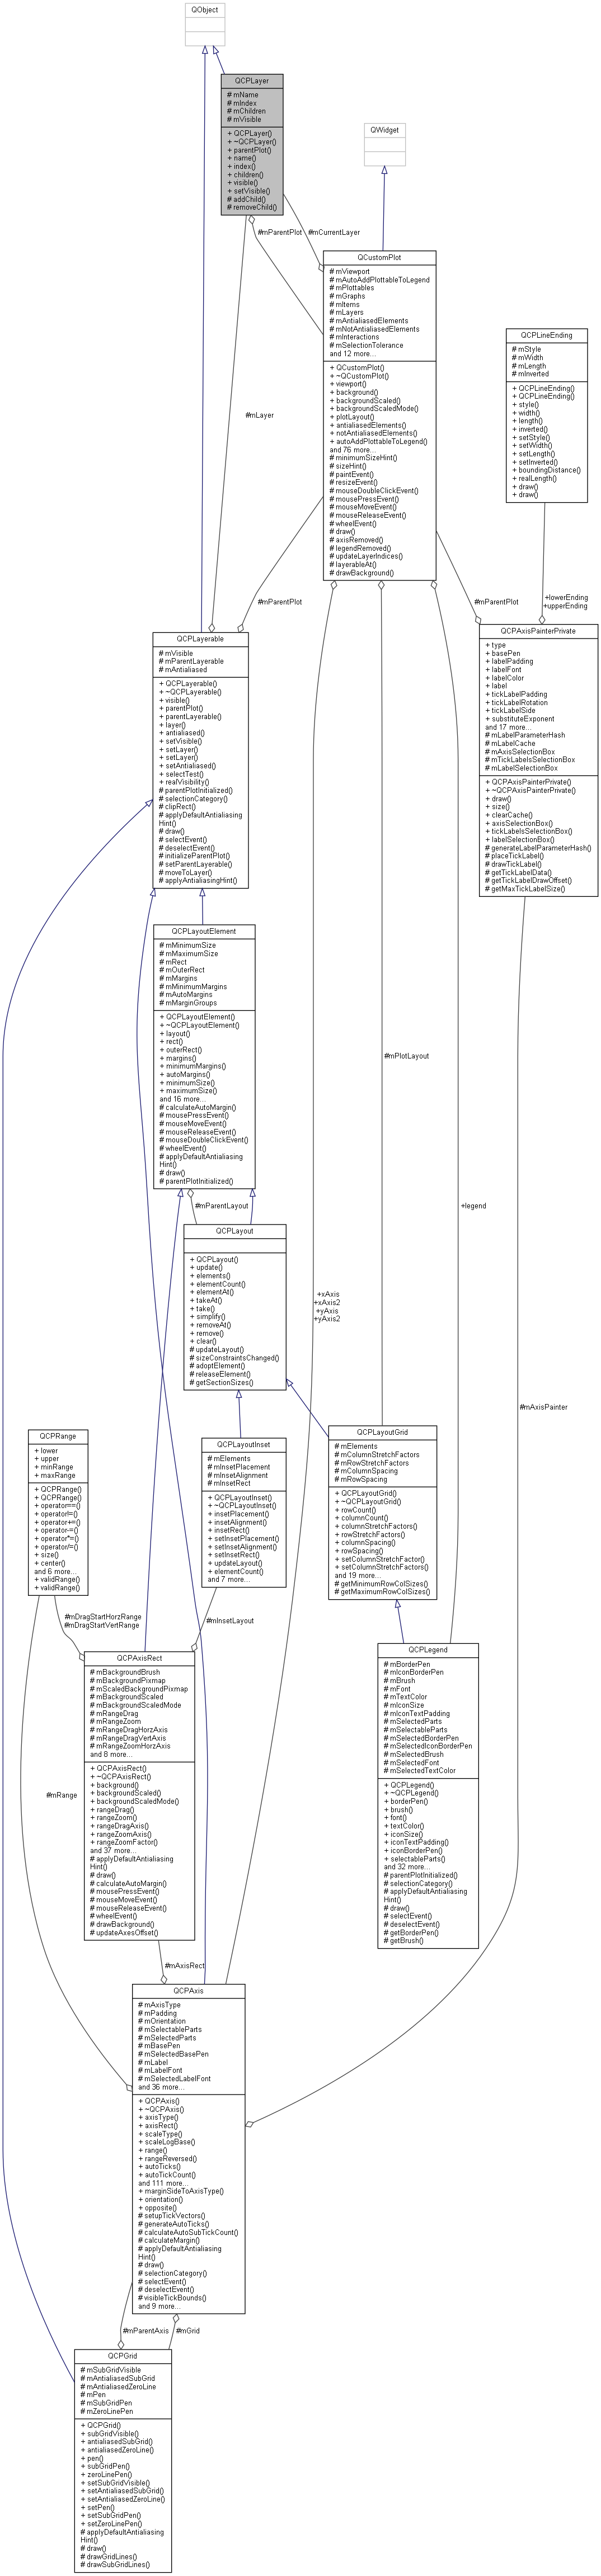 QObject
QCPLayer
# mName
# mIndex
# mChildren
# mVisible
+ QCPLayer()
+ ~QCPLayer()
+ parentPlot()
+ name()
+ index()
+ children()
+ visible()
+ setVisible()
# addChild()
# removeChild()
QWidget
#mParentPlot
#mCurrentLayer
QCustomPlot
# mViewport
# mAutoAddPlottableToLegend
# mPlottables
# mGraphs
# mItems
# mLayers
# mAntialiasedElements
# mNotAntialiasedElements
# mInteractions
# mSelectionTolerance
and 12 more...
+ QCustomPlot()
+ ~QCustomPlot()
+ viewport()
+ background()
+ backgroundScaled()
+ backgroundScaledMode()
+ plotLayout()
+ antialiasedElements()
+ notAntialiasedElements()
+ autoAddPlottableToLegend()
and 76 more...
# minimumSizeHint()
# sizeHint()
# paintEvent()
# resizeEvent()
# mouseDoubleClickEvent()
# mousePressEvent()
# mouseMoveEvent()
# mouseReleaseEvent()
# wheelEvent()
# draw()
# axisRemoved()
# legendRemoved()
# updateLayerIndices()
# layerableAt()
# drawBackground()
QCPLineEnding
# mStyle
# mWidth
# mLength
# mInverted
+ QCPLineEnding()
+ QCPLineEnding()
+ style()
+ width()
+ length()
+ inverted()
+ setStyle()
+ setWidth()
+ setLength()
+ setInverted()
+ boundingDistance()
+ realLength()
+ draw()
+ draw()
#mLayer
#mParentPlot
#mParentPlot
+lowerEnding
+upperEnding
QCPLayerable
# mVisible
# mParentLayerable
# mAntialiased
+ QCPLayerable()
+ ~QCPLayerable()
+ visible()
+ parentPlot()
+ parentLayerable()
+ layer()
+ antialiased()
+ setVisible()
+ setLayer()
+ setLayer()
+ setAntialiased()
+ selectTest()
+ realVisibility()
# parentPlotInitialized()
# selectionCategory()
# clipRect()
# applyDefaultAntialiasing
Hint()
# draw()
# selectEvent()
# deselectEvent()
# initializeParentPlot()
# setParentLayerable()
# moveToLayer()
# applyAntialiasingHint()
QCPAxisPainterPrivate
+ type
+ basePen
+ labelPadding
+ labelFont
+ labelColor
+ label
+ tickLabelPadding
+ tickLabelRotation
+ tickLabelSide
+ substituteExponent
and 17 more...
# mLabelParameterHash
# mLabelCache
# mAxisSelectionBox
# mTickLabelsSelectionBox
# mLabelSelectionBox
+ QCPAxisPainterPrivate()
+ ~QCPAxisPainterPrivate()
+ draw()
+ size()
+ clearCache()
+ axisSelectionBox()
+ tickLabelsSelectionBox()
+ labelSelectionBox()
# generateLabelParameterHash()
# placeTickLabel()
# drawTickLabel()
# getTickLabelData()
# getTickLabelDrawOffset()
# getMaxTickLabelSize()
QCPLayoutElement
# mMinimumSize
# mMaximumSize
# mRect
# mOuterRect
# mMargins
# mMinimumMargins
# mAutoMargins
# mMarginGroups
+ QCPLayoutElement()
+ ~QCPLayoutElement()
+ layout()
+ rect()
+ outerRect()
+ margins()
+ minimumMargins()
+ autoMargins()
+ minimumSize()
+ maximumSize()
and 16 more...
# calculateAutoMargin()
# mousePressEvent()
# mouseMoveEvent()
# mouseReleaseEvent()
# mouseDoubleClickEvent()
# wheelEvent()
# applyDefaultAntialiasing
Hint()
# draw()
# parentPlotInitialized()
#mPlotLayout
#mParentLayout
+legend
QCPLayout
+ QCPLayout()
+ update()
+ elements()
+ elementCount()
+ elementAt()
+ takeAt()
+ take()
+ simplify()
+ removeAt()
+ remove()
+ clear()
# updateLayout()
# sizeConstraintsChanged()
# adoptElement()
# releaseElement()
# getSectionSizes()
+xAxis
+xAxis2
+yAxis
+yAxis2
#mAxisPainter
QCPRange
+ lower
+ upper
+ minRange
+ maxRange
+ QCPRange()
+ QCPRange()
+ operator==()
+ operator!=()
+ operator+=()
+ operator-=()
+ operator*=()
+ operator/=()
+ size()
+ center()
and 6 more...
+ validRange()
+ validRange()
QCPLayoutInset
# mElements
# mInsetPlacement
# mInsetAlignment
# mInsetRect
+ QCPLayoutInset()
+ ~QCPLayoutInset()
+ insetPlacement()
+ insetAlignment()
+ insetRect()
+ setInsetPlacement()
+ setInsetAlignment()
+ setInsetRect()
+ updateLayout()
+ elementCount()
and 7 more...
QCPLayoutGrid
# mElements
# mColumnStretchFactors
# mRowStretchFactors
# mColumnSpacing
# mRowSpacing
+ QCPLayoutGrid()
+ ~QCPLayoutGrid()
+ rowCount()
+ columnCount()
+ columnStretchFactors()
+ rowStretchFactors()
+ columnSpacing()
+ rowSpacing()
+ setColumnStretchFactor()
+ setColumnStretchFactors()
and 19 more...
# getMinimumRowColSizes()
# getMaximumRowColSizes()
#mDragStartHorzRange
#mDragStartVertRange
#mInsetLayout
QCPAxisRect
# mBackgroundBrush
# mBackgroundPixmap
# mScaledBackgroundPixmap
# mBackgroundScaled
# mBackgroundScaledMode
# mRangeDrag
# mRangeZoom
# mRangeDragHorzAxis
# mRangeDragVertAxis
# mRangeZoomHorzAxis
and 8 more...
+ QCPAxisRect()
+ ~QCPAxisRect()
+ background()
+ backgroundScaled()
+ backgroundScaledMode()
+ rangeDrag()
+ rangeZoom()
+ rangeDragAxis()
+ rangeZoomAxis()
+ rangeZoomFactor()
and 37 more...
# applyDefaultAntialiasing
Hint()
# draw()
# calculateAutoMargin()
# mousePressEvent()
# mouseMoveEvent()
# mouseReleaseEvent()
# wheelEvent()
# drawBackground()
# updateAxesOffset()
QCPLegend
# mBorderPen
# mIconBorderPen
# mBrush
# mFont
# mTextColor
# mIconSize
# mIconTextPadding
# mSelectedParts
# mSelectableParts
# mSelectedBorderPen
# mSelectedIconBorderPen
# mSelectedBrush
# mSelectedFont
# mSelectedTextColor
+ QCPLegend()
+ ~QCPLegend()
+ borderPen()
+ brush()
+ font()
+ textColor()
+ iconSize()
+ iconTextPadding()
+ iconBorderPen()
+ selectableParts()
and 32 more...
# parentPlotInitialized()
# selectionCategory()
# applyDefaultAntialiasing
Hint()
# draw()
# selectEvent()
# deselectEvent()
# getBorderPen()
# getBrush()
#mRange
#mAxisRect
QCPAxis
# mAxisType
# mPadding
# mOrientation
# mSelectableParts
# mSelectedParts
# mBasePen
# mSelectedBasePen
# mLabel
# mLabelFont
# mSelectedLabelFont
and 36 more...
+ QCPAxis()
+ ~QCPAxis()
+ axisType()
+ axisRect()
+ scaleType()
+ scaleLogBase()
+ range()
+ rangeReversed()
+ autoTicks()
+ autoTickCount()
and 111 more...
+ marginSideToAxisType()
+ orientation()
+ opposite()
# setupTickVectors()
# generateAutoTicks()
# calculateAutoSubTickCount()
# calculateMargin()
# applyDefaultAntialiasing
Hint()
# draw()
# selectionCategory()
# selectEvent()
# deselectEvent()
# visibleTickBounds()
and 9 more...
#mParentAxis
#mGrid
QCPGrid
# mSubGridVisible
# mAntialiasedSubGrid
# mAntialiasedZeroLine
# mPen
# mSubGridPen
# mZeroLinePen
+ QCPGrid()
+ subGridVisible()
+ antialiasedSubGrid()
+ antialiasedZeroLine()
+ pen()
+ subGridPen()
+ zeroLinePen()
+ setSubGridVisible()
+ setAntialiasedSubGrid()
+ setAntialiasedZeroLine()
+ setPen()
+ setSubGridPen()
+ setZeroLinePen()
# applyDefaultAntialiasing
Hint()
# draw()
# drawGridLines()
# drawSubGridLines()